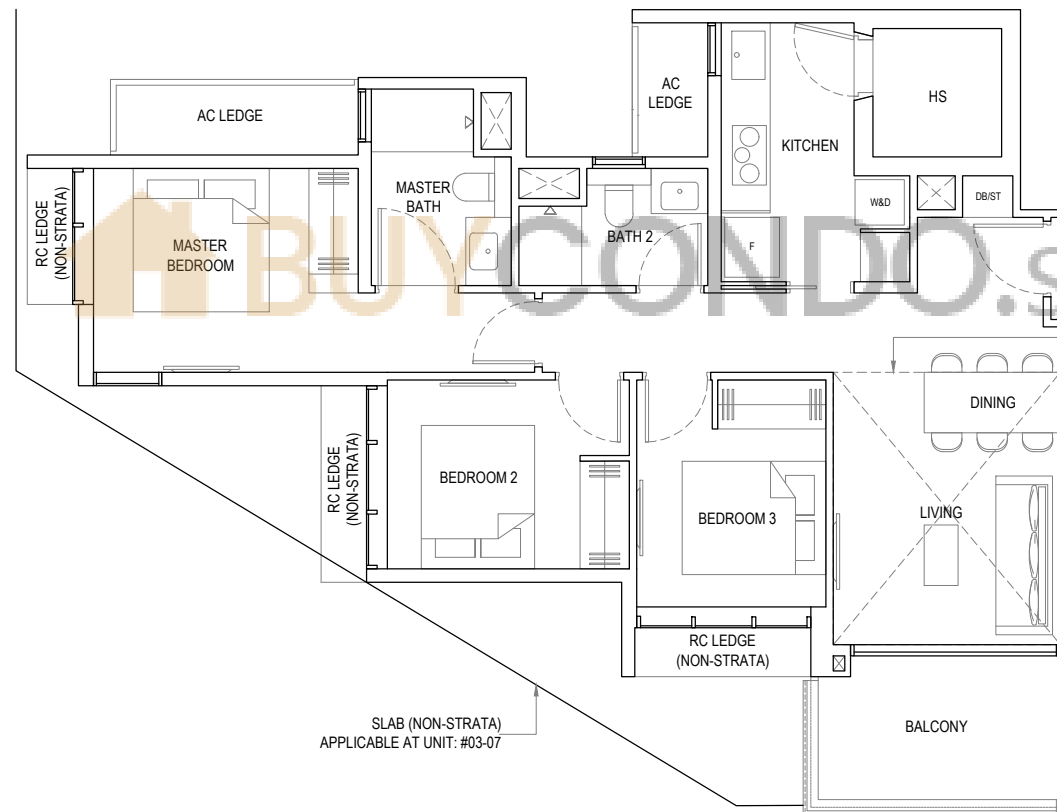 AC LEDGE
AC
LEDGE
HS
KITCHEN
RC LEDGE
(NON-STRATA)
MASTER
BATH
W&D
DB/ST
MASTER
BEDROOM
BATH 2
F
BUYCONDO.s
DINING
RC LEDGE
(NON-STRATA)
BEDROOM 2
BEDROOM 3
LIVING
RC LEDGE
(NON-STRATA)
SLAB (NON-STRATA)
APPLICABLE AT UNIT: #03-07
BALCONY